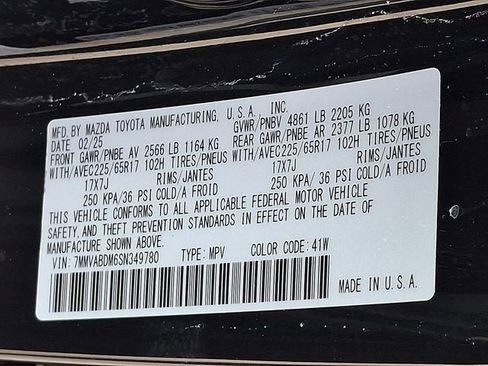 MFD. BY MAZDA TOYOTA MANUFACTURING, U.S.A. INC.
DATE 02/25 GVWR/PNBV 4861 LB 2205 KG
FRONT GAWR/PNBE AV 2566 LB 1164 KG REAR GAWR/PNBE AR 2377 LB 1078 KG
WITH/AVEC225/65R17 102H TIRES/PNEUS WITH/AVEC225/65R17 102H TIRES/PNEUS
17X7J RIMS/JANTES 17X7J RIMS/JANTES
250 KPA/36 PSI COLD/A FROID 250 KPA/36 PSI COLD/A FROID
THIS VEHICLE CONFORMS TO ALL APPLICABLE FEDERAL MOTOR VEHICLE
SAFETY, AND THEFT PREVENTION STANDARDS IN EFFECT ON THE DATE OF
MANUFACTURE SHOWN ABOVE.
VIN: 7MMVABDM6SN349780 TYPE: MPV COLOR CODE: 41W
MADE IN U.S.A.